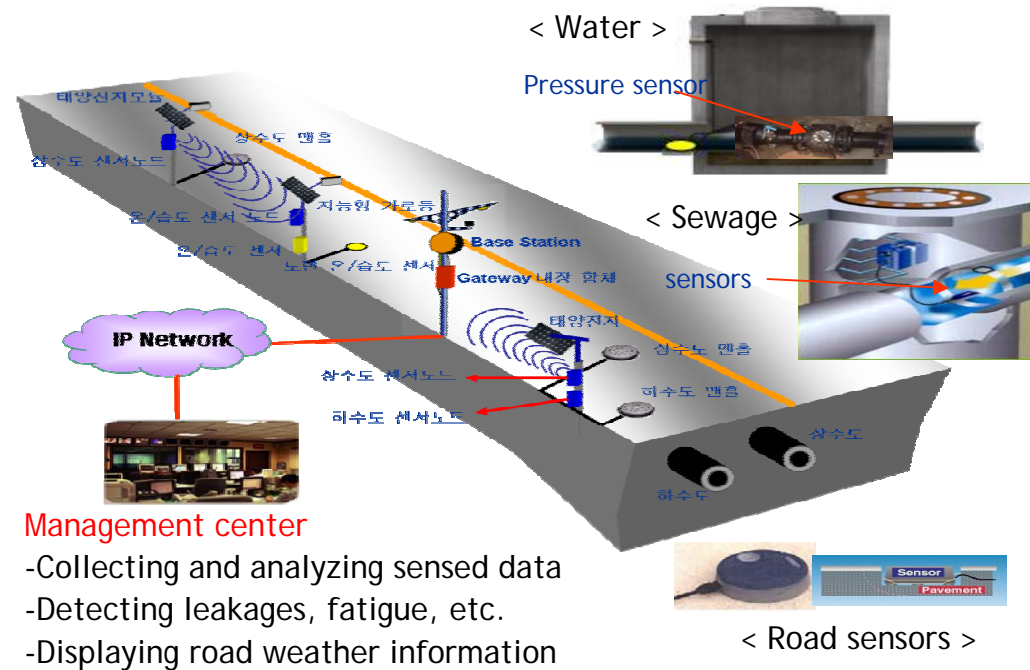 < Water >
Pressure sensor
태양전지모듈
상수도 맨홀
상수도 센서노드
지능형 가로등
온/습도 센서 노드
< Sewage >
Base Station
온/습도 센서
노면 온/습도 센서
Gateway 내장 함체
sensors
태양전지
IP Network
상수도 맨홀
상수도 센서노드
하수도 맨홀
하수도 센서노드
상수도
하수도
Management center
-Collecting and analyzing sensed data
-Detecting leakages, fatigue, etc.
-Displaying road weather information
Sensor
Pavement
< Road sensors >